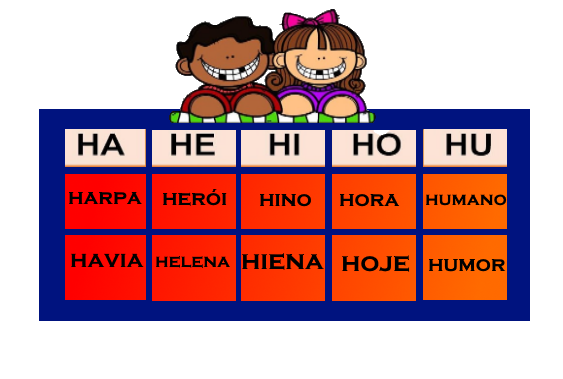 HA HE HI HO HU
HARPA HERÓI HINO HORA HUMANO
HAVIA HELENA HIENA HOJE HUMOR